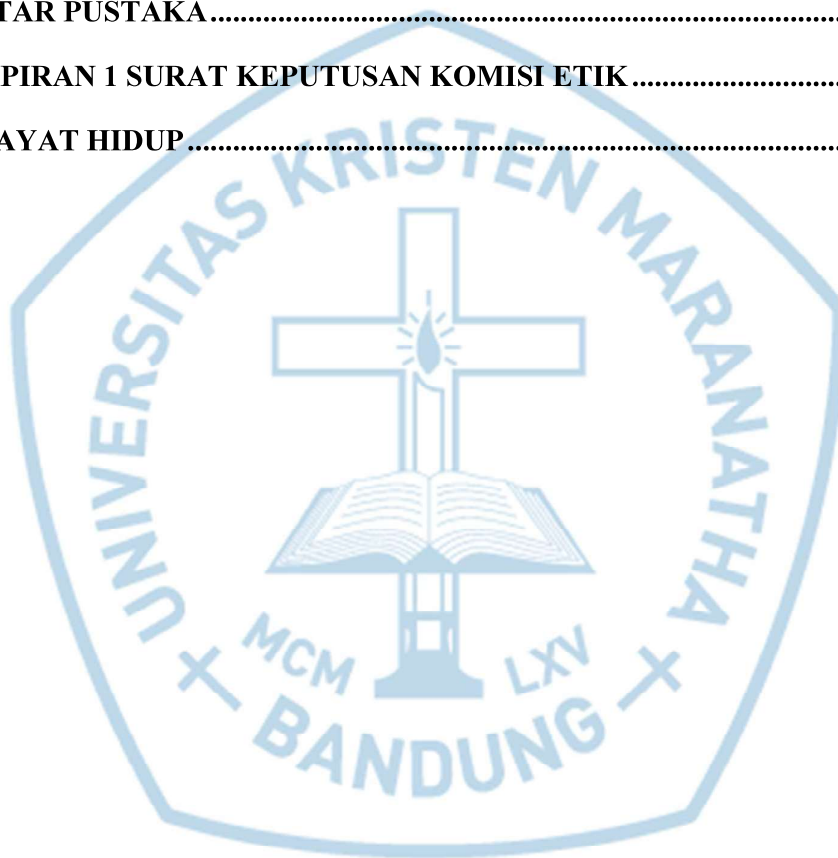 TAR PUSTAKA
PIRAN 1 SURAT KEPUTUSAN KOMISI ETIK
AYAT HIDUP
UNIVERSITAS KRISTEN MARANATHA
MCM LXV
BANDUNG